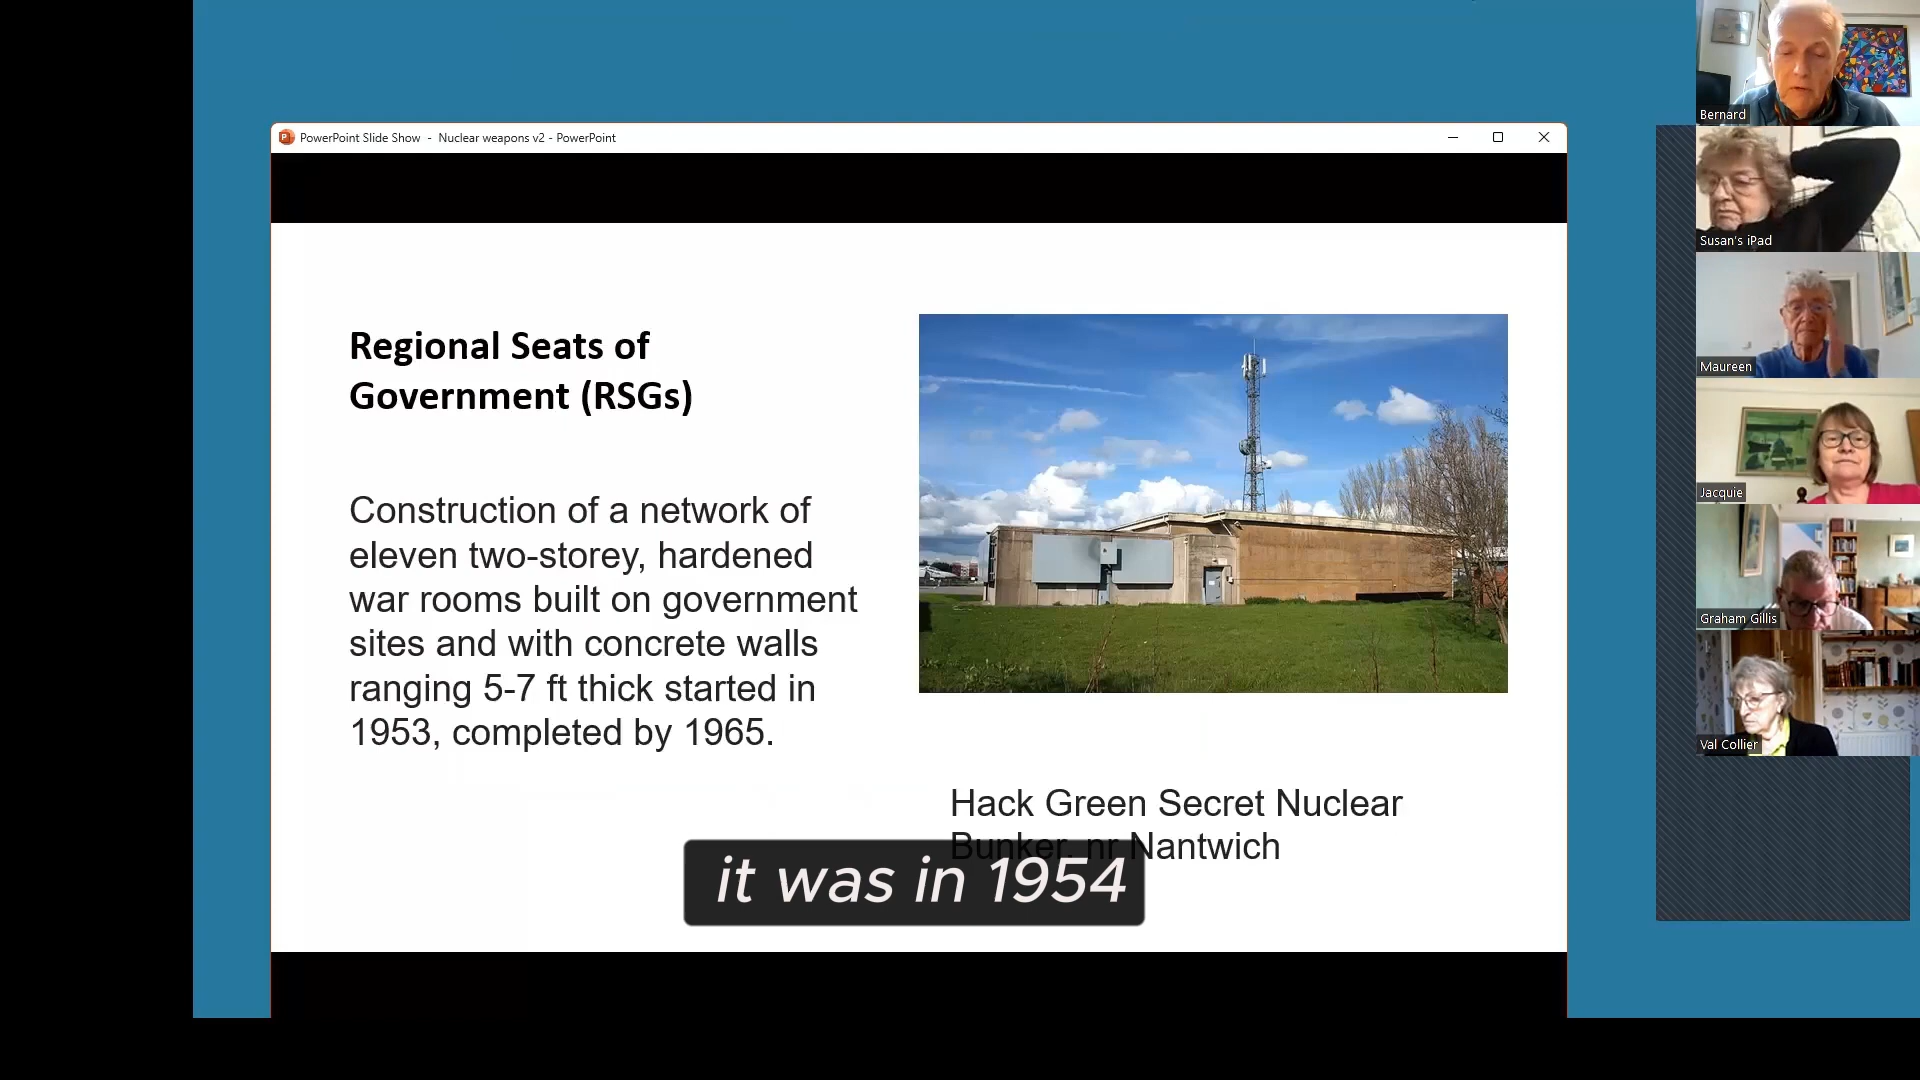 PowerPoint Slide Show - Nuclear weapons v2 - PowerPoint
Regional Seats of
Government (RSGs)
Construction of a network of
eleven two-storey, hardened
war rooms built on government
sites and with concrete walls
ranging 5-7 ft thick started in
1953, completed by 1965.
Hack Green Secret Nuclear
Bunker, nr Nantwich
it was in 1954
Bernard
Susan's iPad
Maureen
Jacquie
Graham Gillis
Val Collier